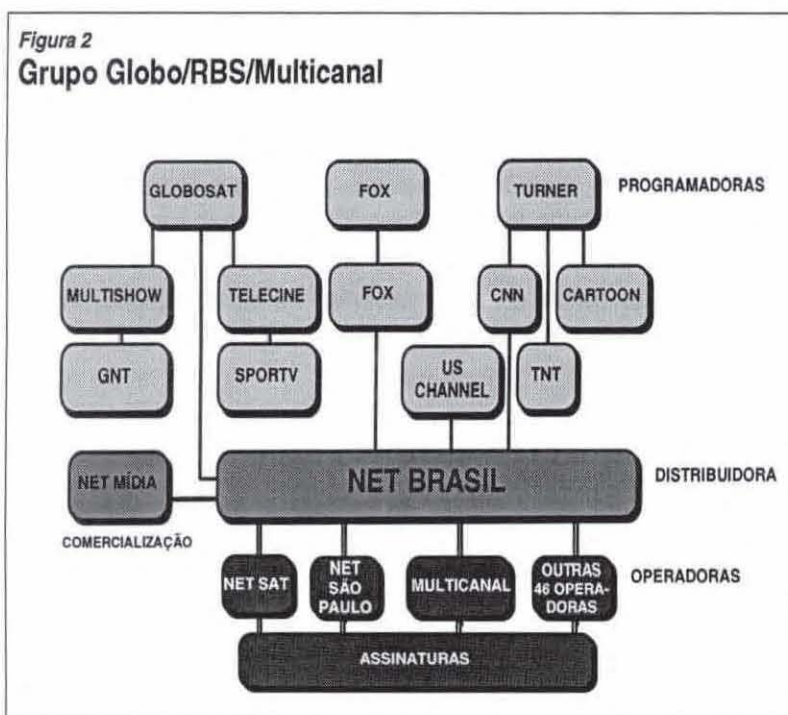 Figura 2
Grupo Globo/RBS/Multicanal
GLOBOSAT
FOX
TURNER
PROGRAMADORAS
MULTISHOW
TELECINE
FOX
CNN
CARTOON
GNT
SPORTV
US
CHANNEL
TNT
NET MÍDIA
NET BRASIL
DISTRIBUIDORA
COMERCIALIZAÇÃO
NET SAT
NET
SÃO
PAULO
MULTICANAL
OUTRAS
46 OPERA-
DORAS
OPERADORAS
ASSINATURAS